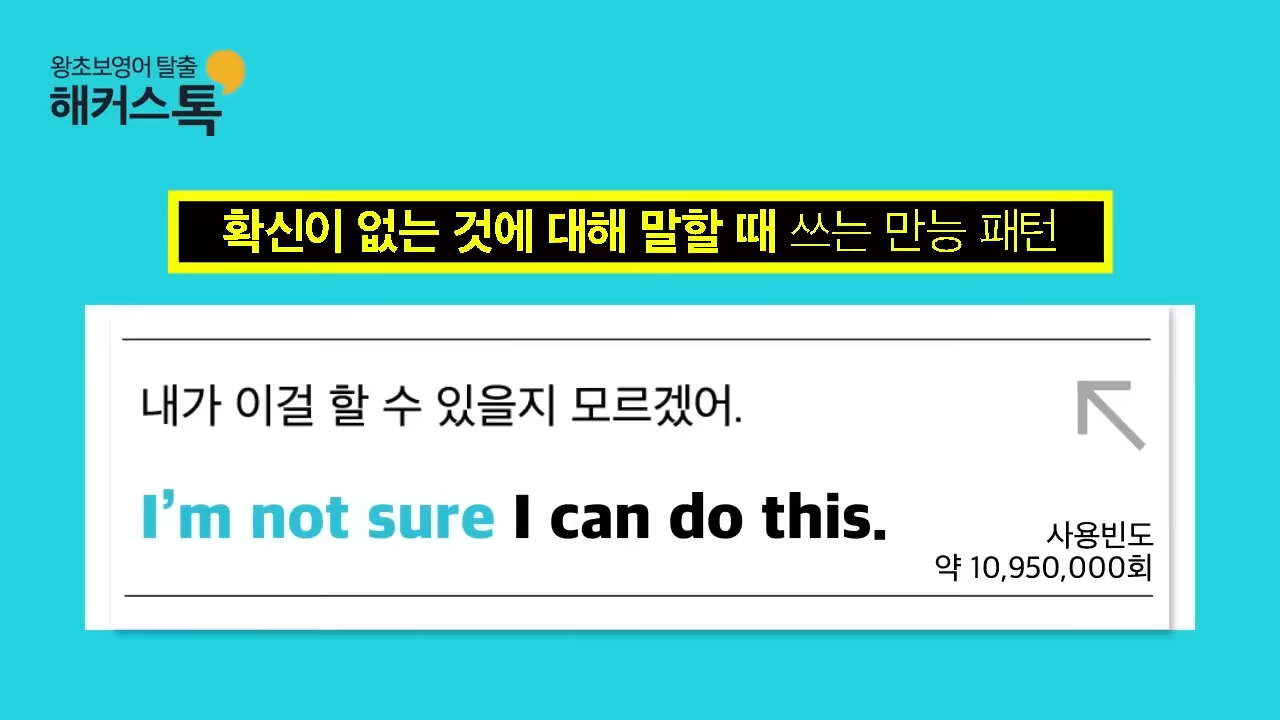 왕초보영어 탈출
해커스톡
확신이 없는 것에 대해 말할 때 쓰는 만능 패턴
내가 이걸 할 수 있을지 모르겠어.
I’m not sure I can do this.
사용빈도
약 10,950,000회